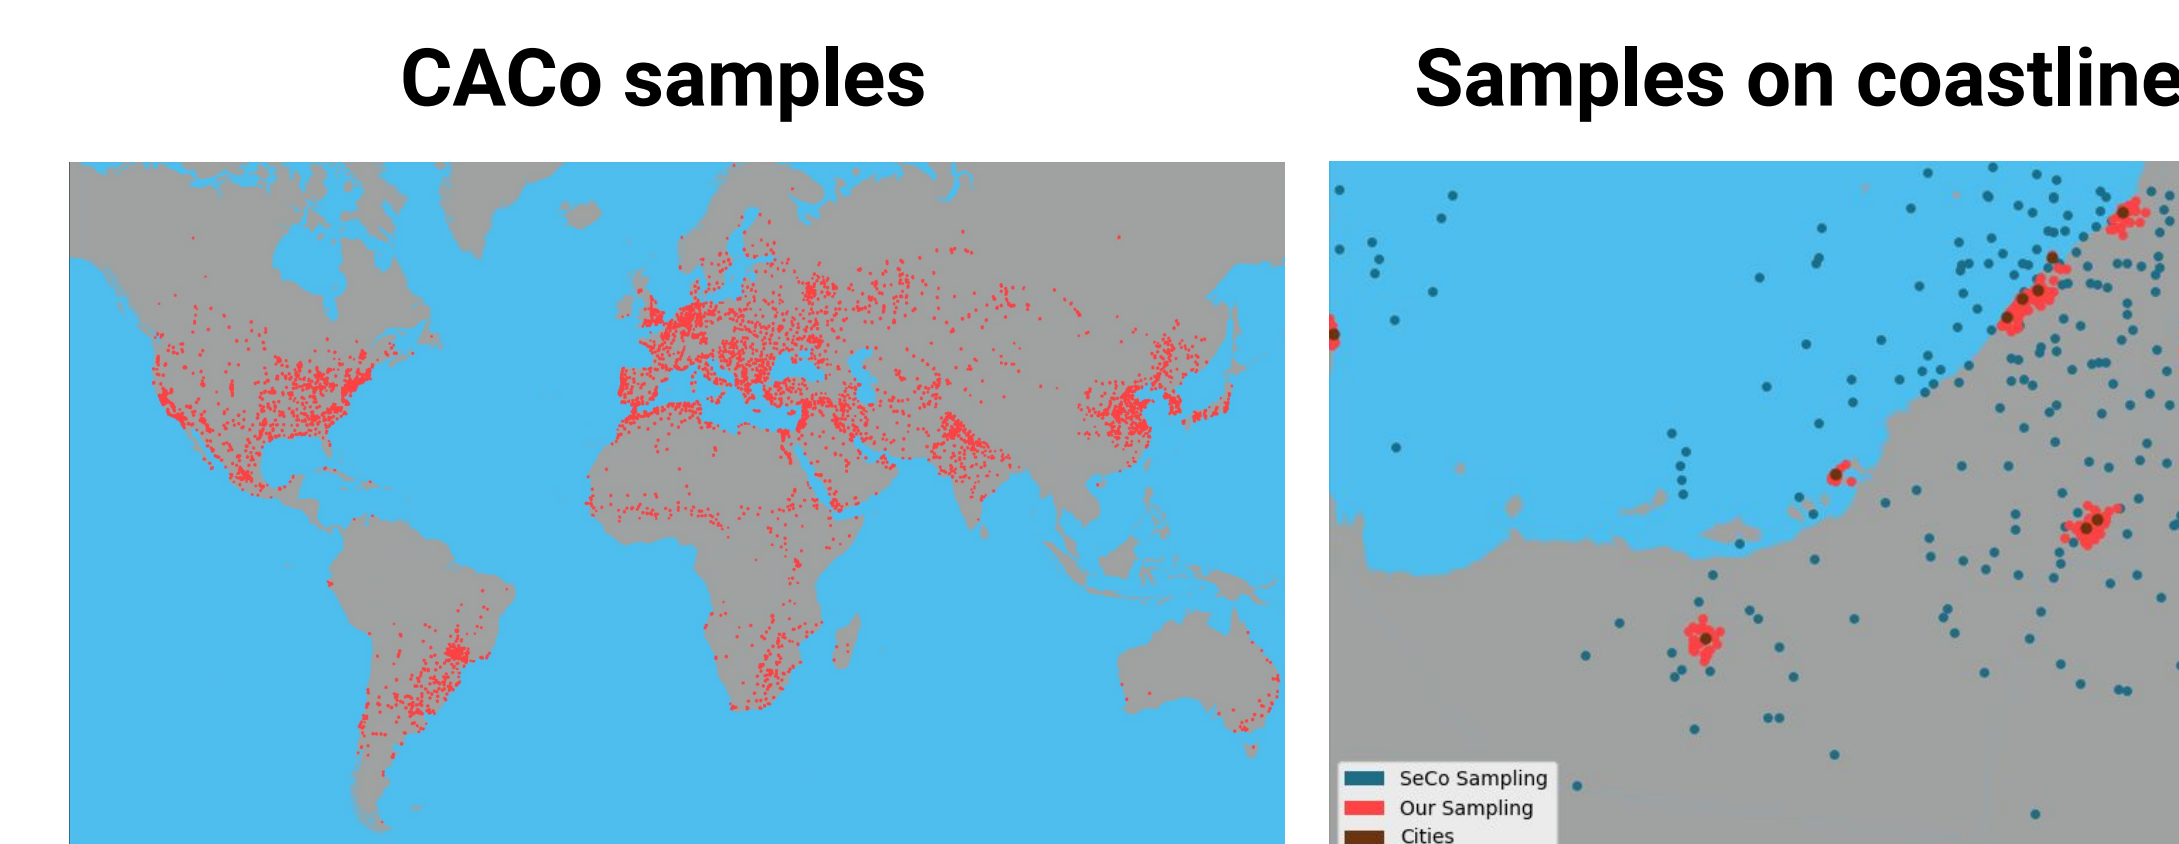 CACo samples
Samples on coastline
SeCo Sampling
Our Sampling
Cities